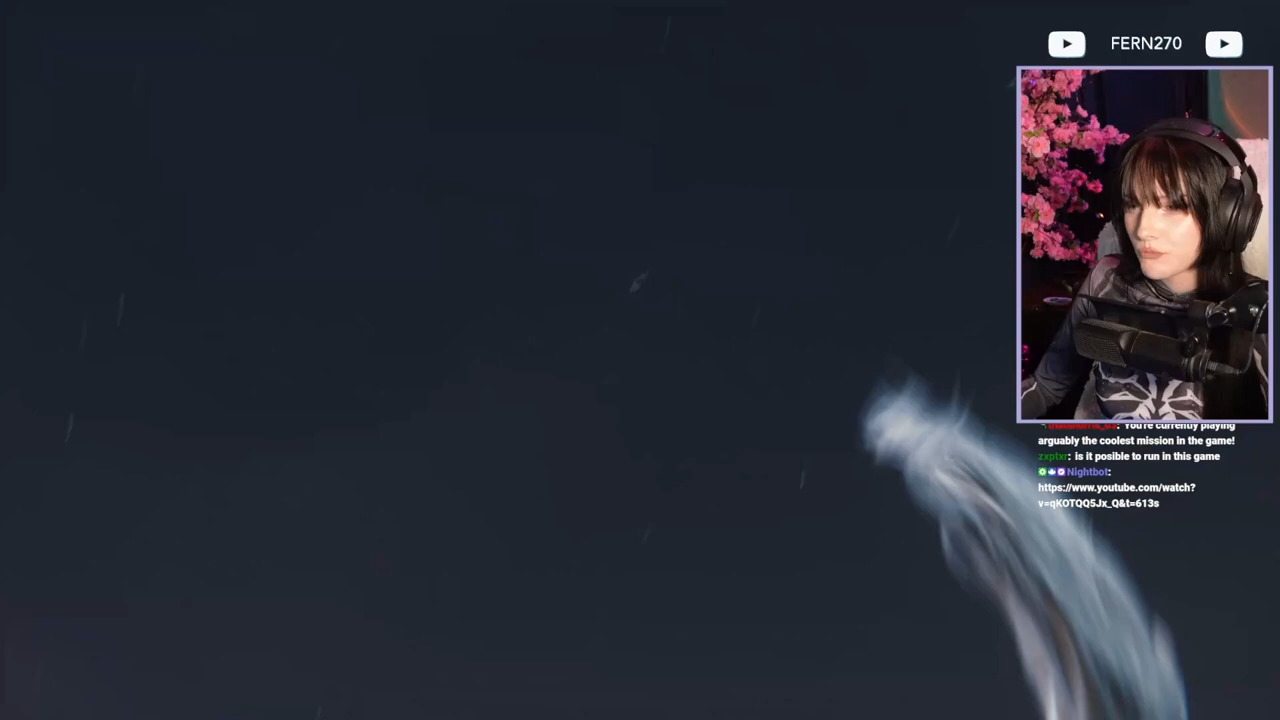 FERN270
You're currently playing
arguably the coolest mission in the game!
zxptxr: is it posible to run in this game
Nightbot:
https://www.youtube.com/watch?
v=qKOTQQ5Jx_Q&t=613s